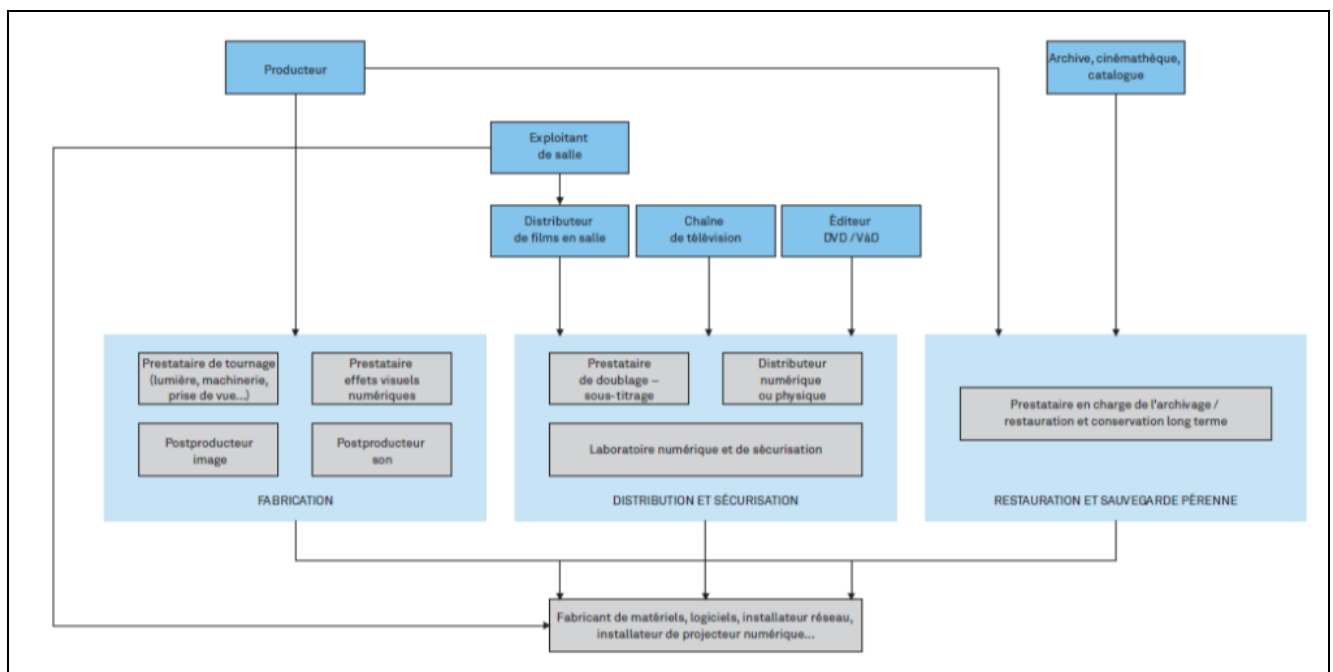 Producteur
Archive, cinémathèque,
catalogue
Exploitant
de salle
Distributeur
de films en salle
Chaîne
de télévision
Éditeur
DVD / VàD
Prestataire de tournage
(lumière, machinerie,
prise de vue...)
Prestataire
effets visuels
numériques
Postproducteur
image
Postproducteur
son
FABRICATION
Prestataire
de doublage –
sous-titrage
Distributeur
numérique
ou physique
Laboratoire numérique et de sécurisation
DISTRIBUTION ET SÉCURISATION
Prestataire en charge de l'archivage /
restauration et conservation long terme
RESTAURATION ET SAUVEGARDE PÉRENNE
Fabricant de matériels, logiciels, installateur réseau,
installateur de projecteur numérique...